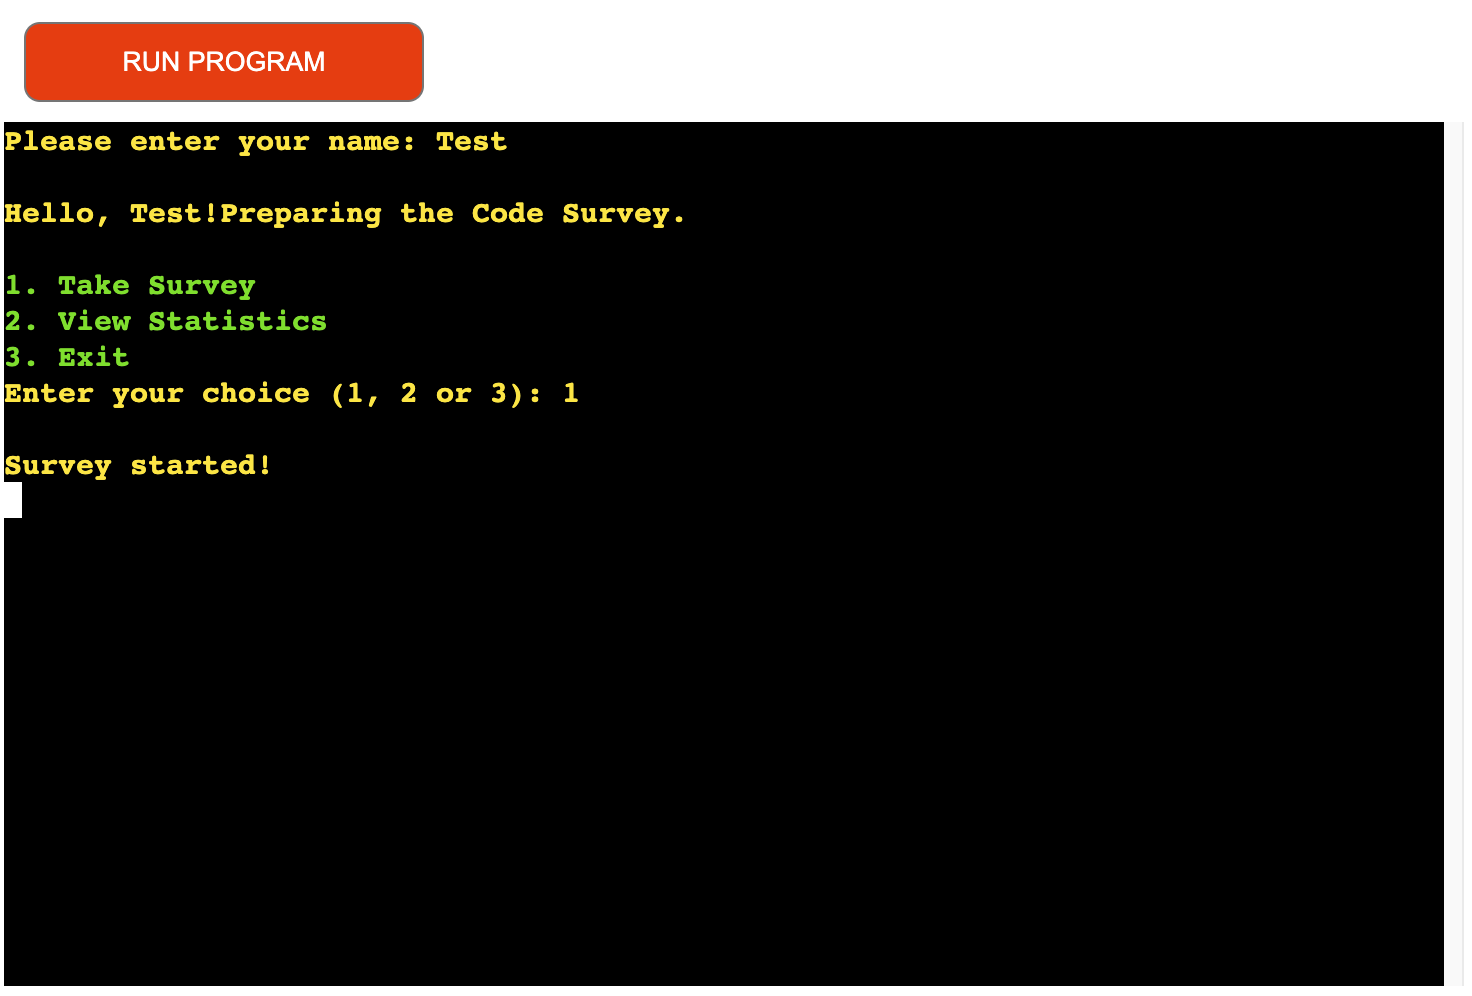 RUN PROGRAM
Please enter your name: Test
Hello, Test!Preparing the Code Survey.
1. Take Survey
2. View Statistics
3. Exit
Enter your choice (1, 2 or 3): 1
Survey started!